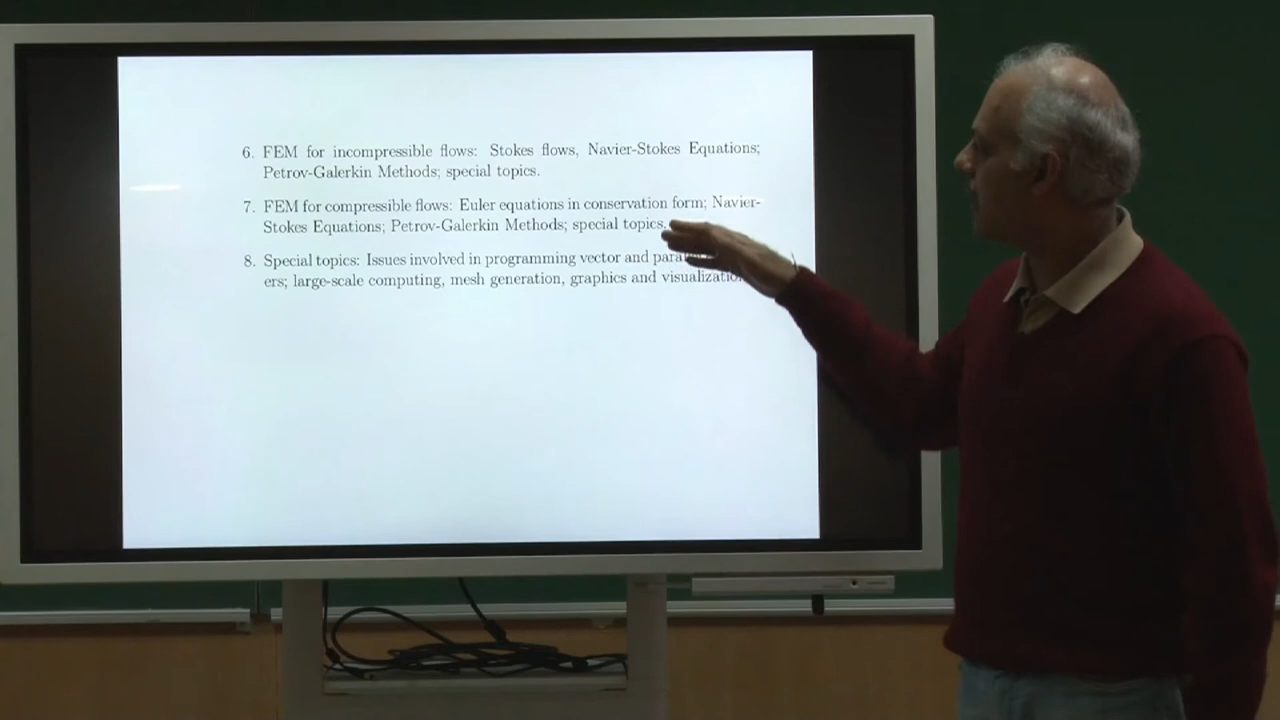 6. FEM for incompressible flows: Stokes flows, Navier-Stokes Equations;
Petrov-Galerkin Methods; special topics.
7. FEM for compressible flows: Euler equations in conservation form; Navier-
Stokes Equations; Petrov-Galerkin Methods; special topics.
8. Special topics: Issues involved in programming vector and
ers; large-scale computing, mesh generation, graphics and visualization